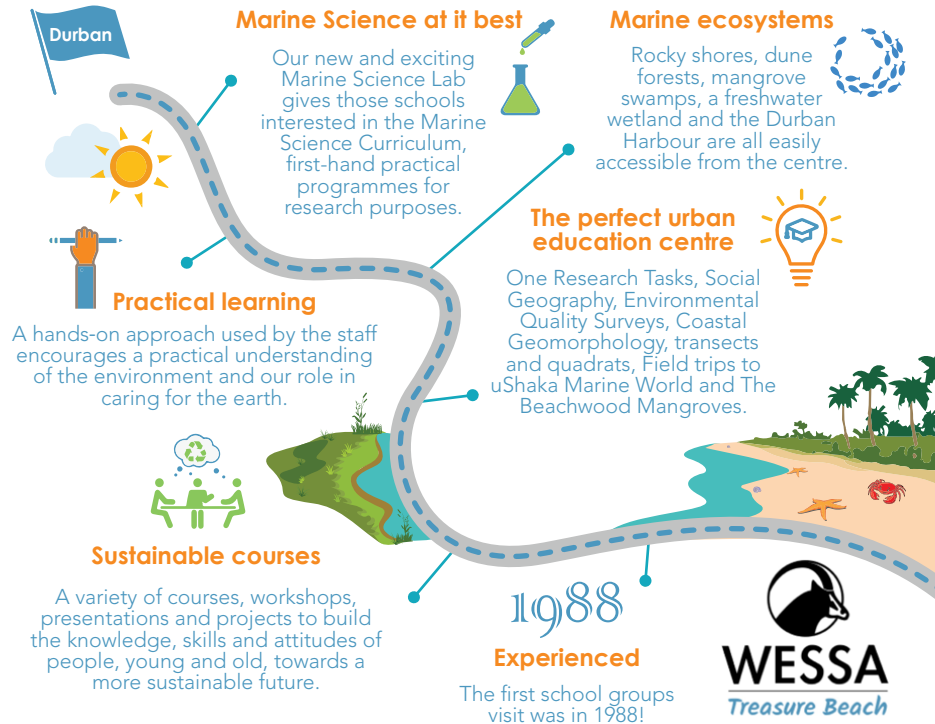 Durban
Marine Science at it best
Our new and exciting
Marine Science Lab
gives those schools
interested in the Marine
Science Curriculum,
first-hand practical
programmes for
research purposes.
Marine ecosystems
Rocky shores, dune
forests, mangrove
swamps, a freshwater
wetland and the Durban
Harbour are all easily
accessible from the centre.
The perfect urban
education centre
One Research Tasks, Social
Geography, Environmental
Quality Surveys, Coastal
Geomorphology, transects
and quadrats, Field trips to
uShaka Marine World and The
Beachwood Mangroves.
Practical learning
A hands-on approach used by the staff
encourages a practical understanding
of the environment and our role in
caring for the earth.
Sustainable courses
A variety of courses, workshops,
presentations and projects to build
the knowledge, skills and attitudes of
people, young and old, towards a
more sustainable future.
1988
Experienced
The first school groups
visit was in 1988!
WESSA
Treasure Beach